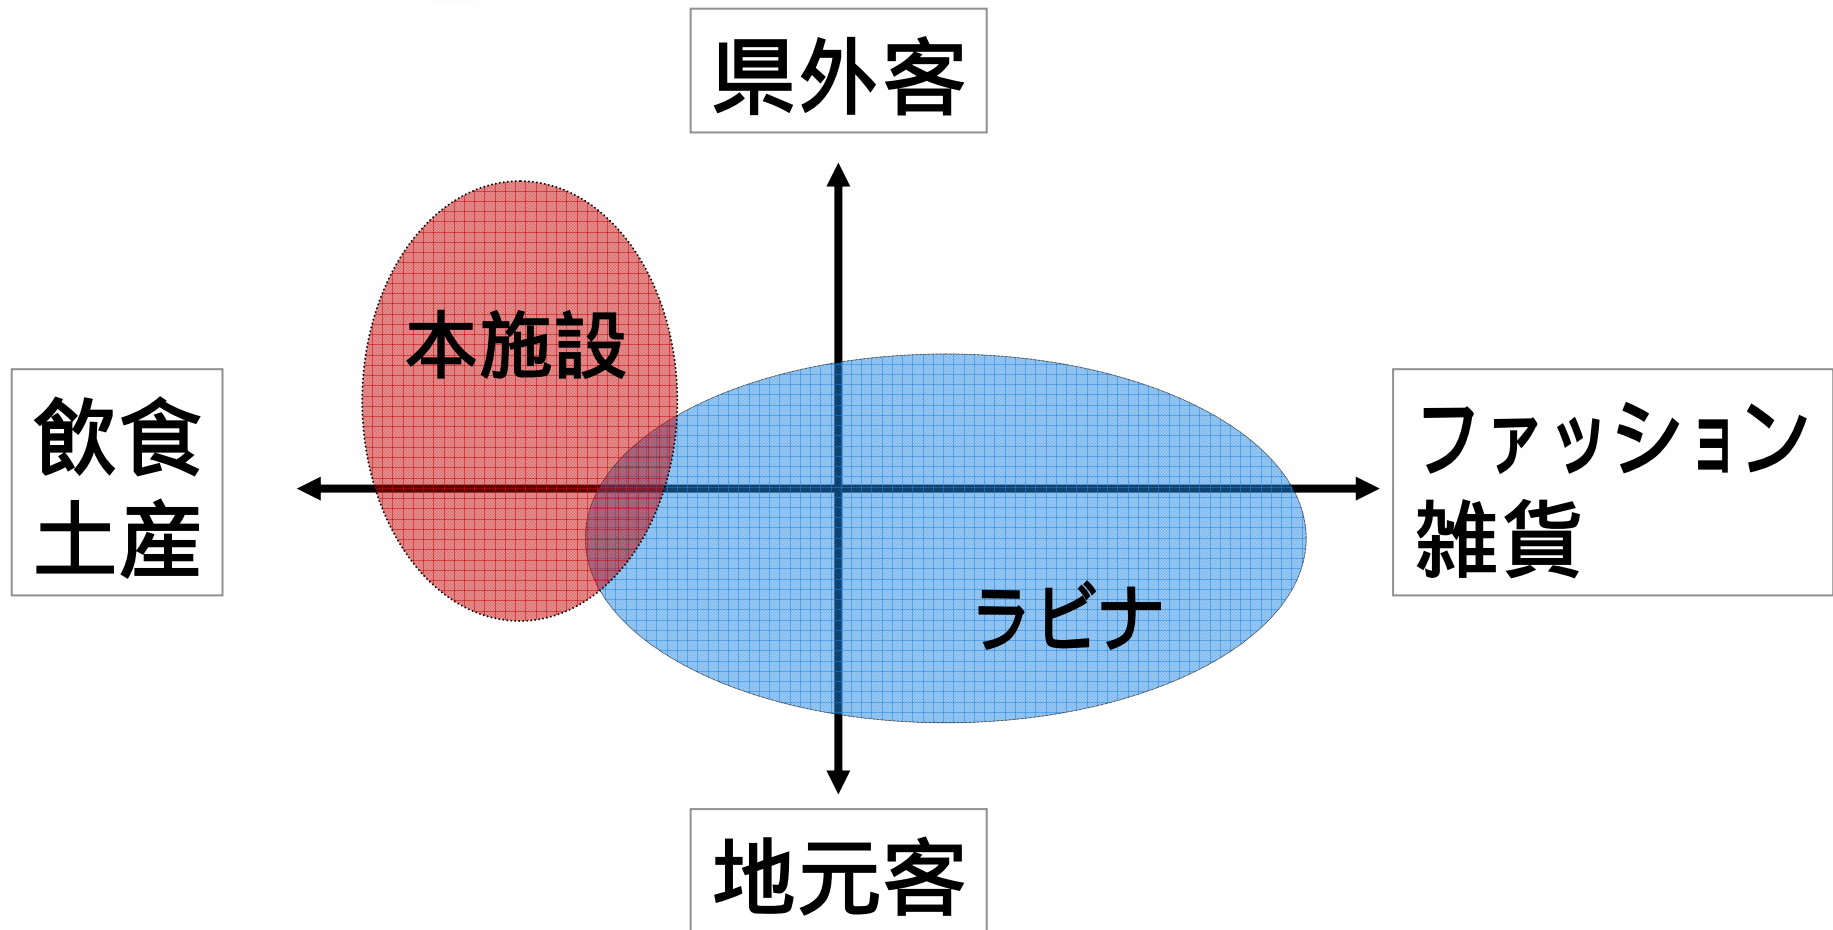 県外客
本施設
飲食
土産
ファッション
雑貨
ラビナ
地元客